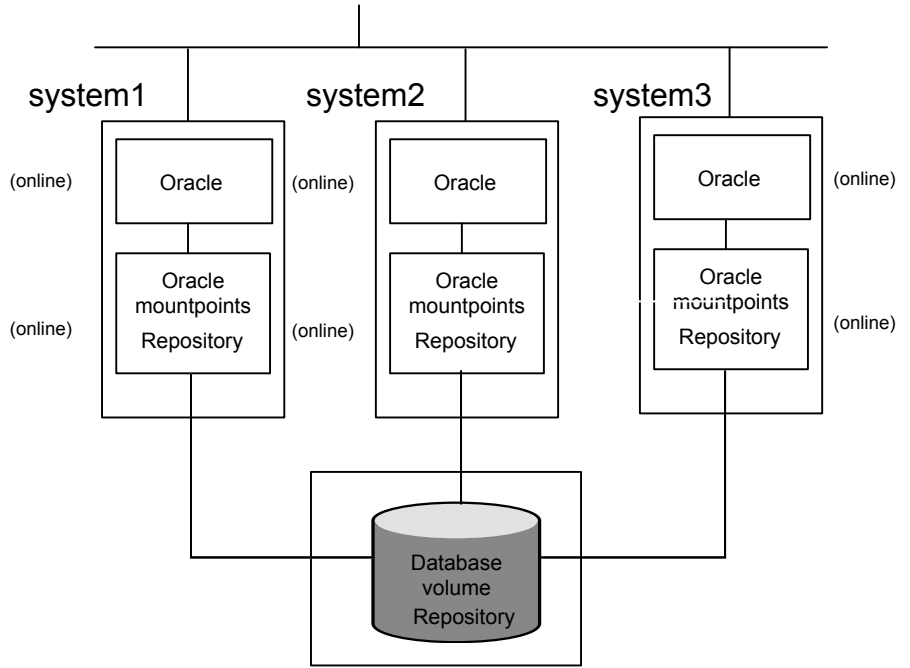 system1
system2
system3
(online)
Oracle
(online)
Oracle
Oracle
(online)
(online)
Oracle
mountpoints
Repository
(online)
Oracle
mountpoints
Repository
Oracle
mountpoints
Repository
(online)
Database
volume
Repository